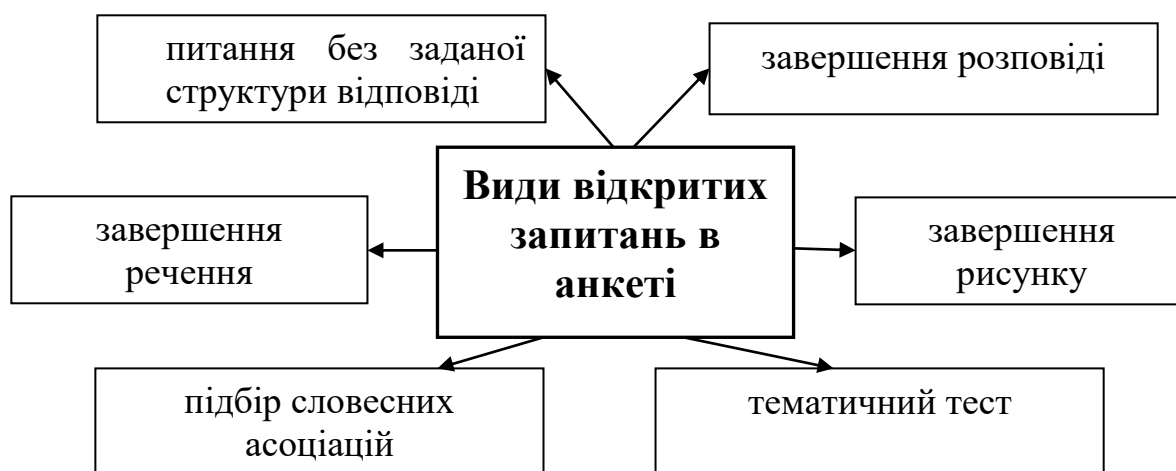 питання без заданої
структури відповіді
завершення розповіді
Види відкритих
запитань в
анкеті
завершення
речення
завершення
рисунку
підбір словесних
асоціацій
тематичний тест